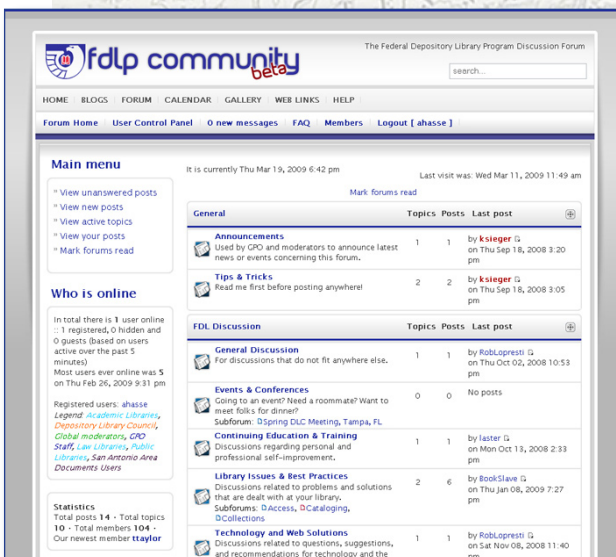 fdlp community
beta
The Federal Depository Library Program Discussion Forum
search...
HOME BLOGS FORUM CALENDAR GALLERY WEB LINKS HELP
Forum Home User Control Panel 0 new messages FAQ Members Logout [ ahasse ]
Main menu
View unanswered posts
View new posts
View active topics
View your posts
Mark forums read
Who is online
In total there is 1 user online
:: 1 registered, 0 hidden and
0 guests (based on users
active over the past 5
minutes)
Most users ever online was 5
on Thu Feb 26, 2009 9:31 pm
Registered users: ahasse
Legend: Academic Libraries,
Depository Library Council,
Global moderators, GPO
Staff, Law Libraries, Public
Libraries, San Antonio Area
Documents Users
Statistics
Total posts 14 • Total topics
10 • Total members 104 •
Our newest member ttaylor
It is currently Thu Mar 19, 2009 6:42 pm
Last visit was: Wed Mar 11, 2009 11:49 am
Mark forums read
General Topics Posts Last post
Announcements
Used by GPO and moderators to announce latest
news or events concerning this forum.
1 1 by ksieger
on Thu Sep 18, 2008 3:20
pm
Tips & Tricks
Read me first before posting anywhere!
2 2 by ksieger
on Thu Sep 18, 2008 3:05
pm
FDL Discussion Topics Posts Last post
General Discussion
For discussions that do not fit anywhere else.
1 1 by RobLopresti
on Thu Oct 02, 2008 10:53
pm
Events & Conferences
Going to an event? Need a roommate? Want to
meet folks for dinner?
Subforum: Spring DLC Meeting, Tampa, FL
0 0 No posts
Continuing Education & Training
Discussions regarding personal and
professional self-improvement.
1 1 by laster
on Mon Oct 13, 2008 2:33
pm
Library Issues & Best Practices
Discussions related to problems and solutions
that are dealt with at your library.
Subforums: Access, Cataloging,
Collections
2 6 by BookSlave
on Thu Jan 08, 2009 7:27
pm
Technology and Web Solutions
Discussions related to questions, suggestions,
and recommendations for technology and the
1 1 by RobLopresti
on Sat Nov 08, 2008 11:40
pm